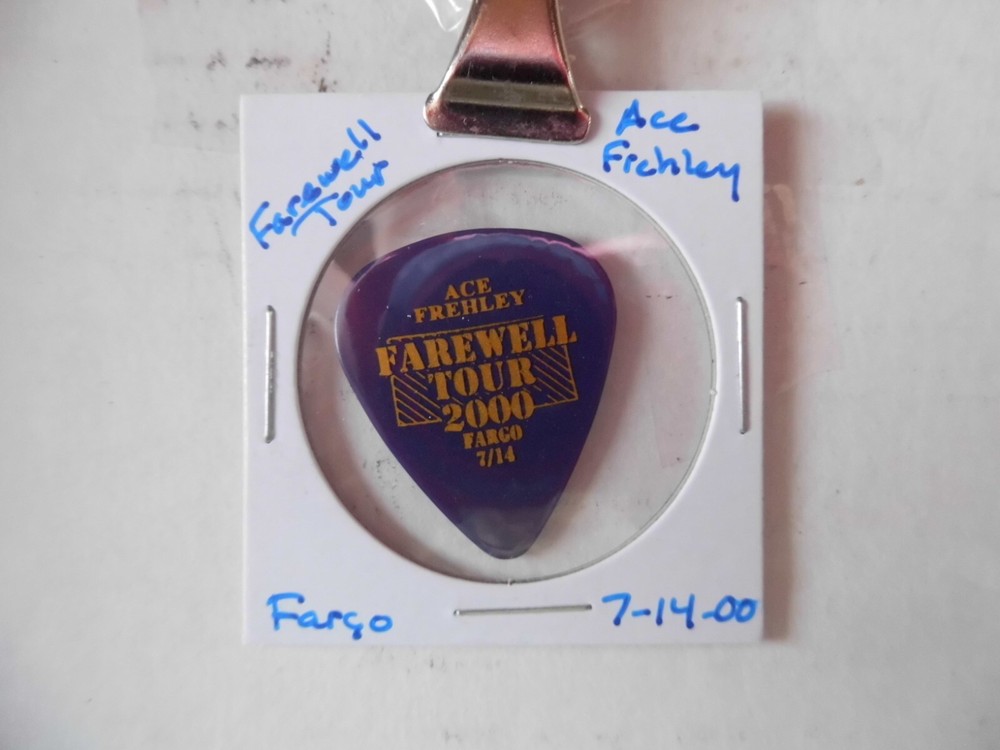 Farewell
Tour
Ace
Frehley
ACE
FREHLEY
FAREWELL
TOUR
2000
FARGO
7/14
Fargo
7-14-00